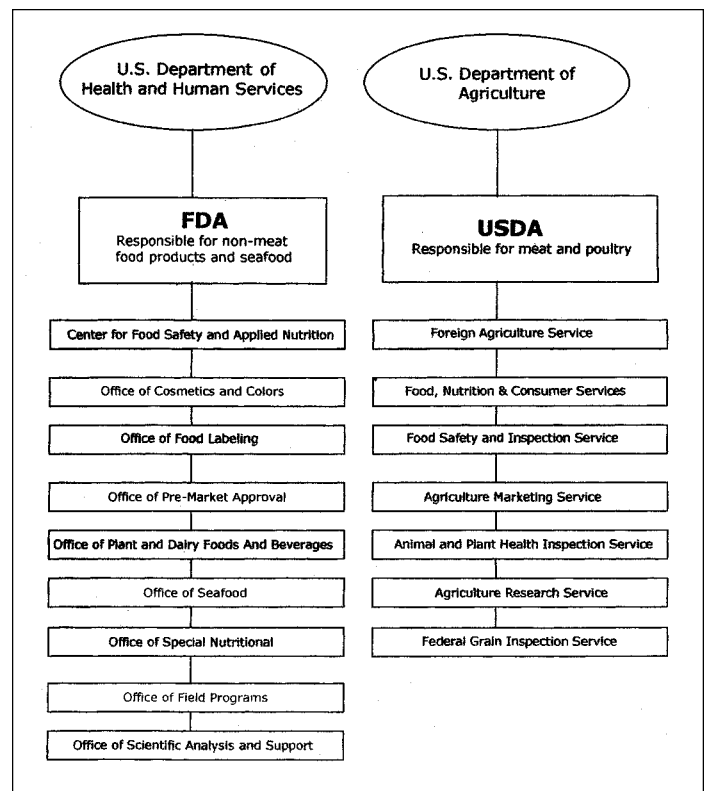 U.S. Department of
Health and Human Services
FDA
Responsible for non-meat
food products and seafood
Center for Food Safety and Applied Nutrition
Office of Cosmetics and Colors
Office of Food Labeling
Office of Pre-Market Approval
Office of Plant and Dairy Foods And Beverages
Office of Seafood
Office of Special Nutritional
Office of Field Programs
Office of Scientific Analysis and Support
U.S. Department of
Agriculture
USDA
Responsible for meat and poultry
Foreign Agriculture Service
Food, Nutrition & Consumer Services
Food Safety and Inspection Service
Agriculture Marketing Service
Animal and Plant Health Inspection Service
Agriculture Research Service
Federal Grain Inspection Service